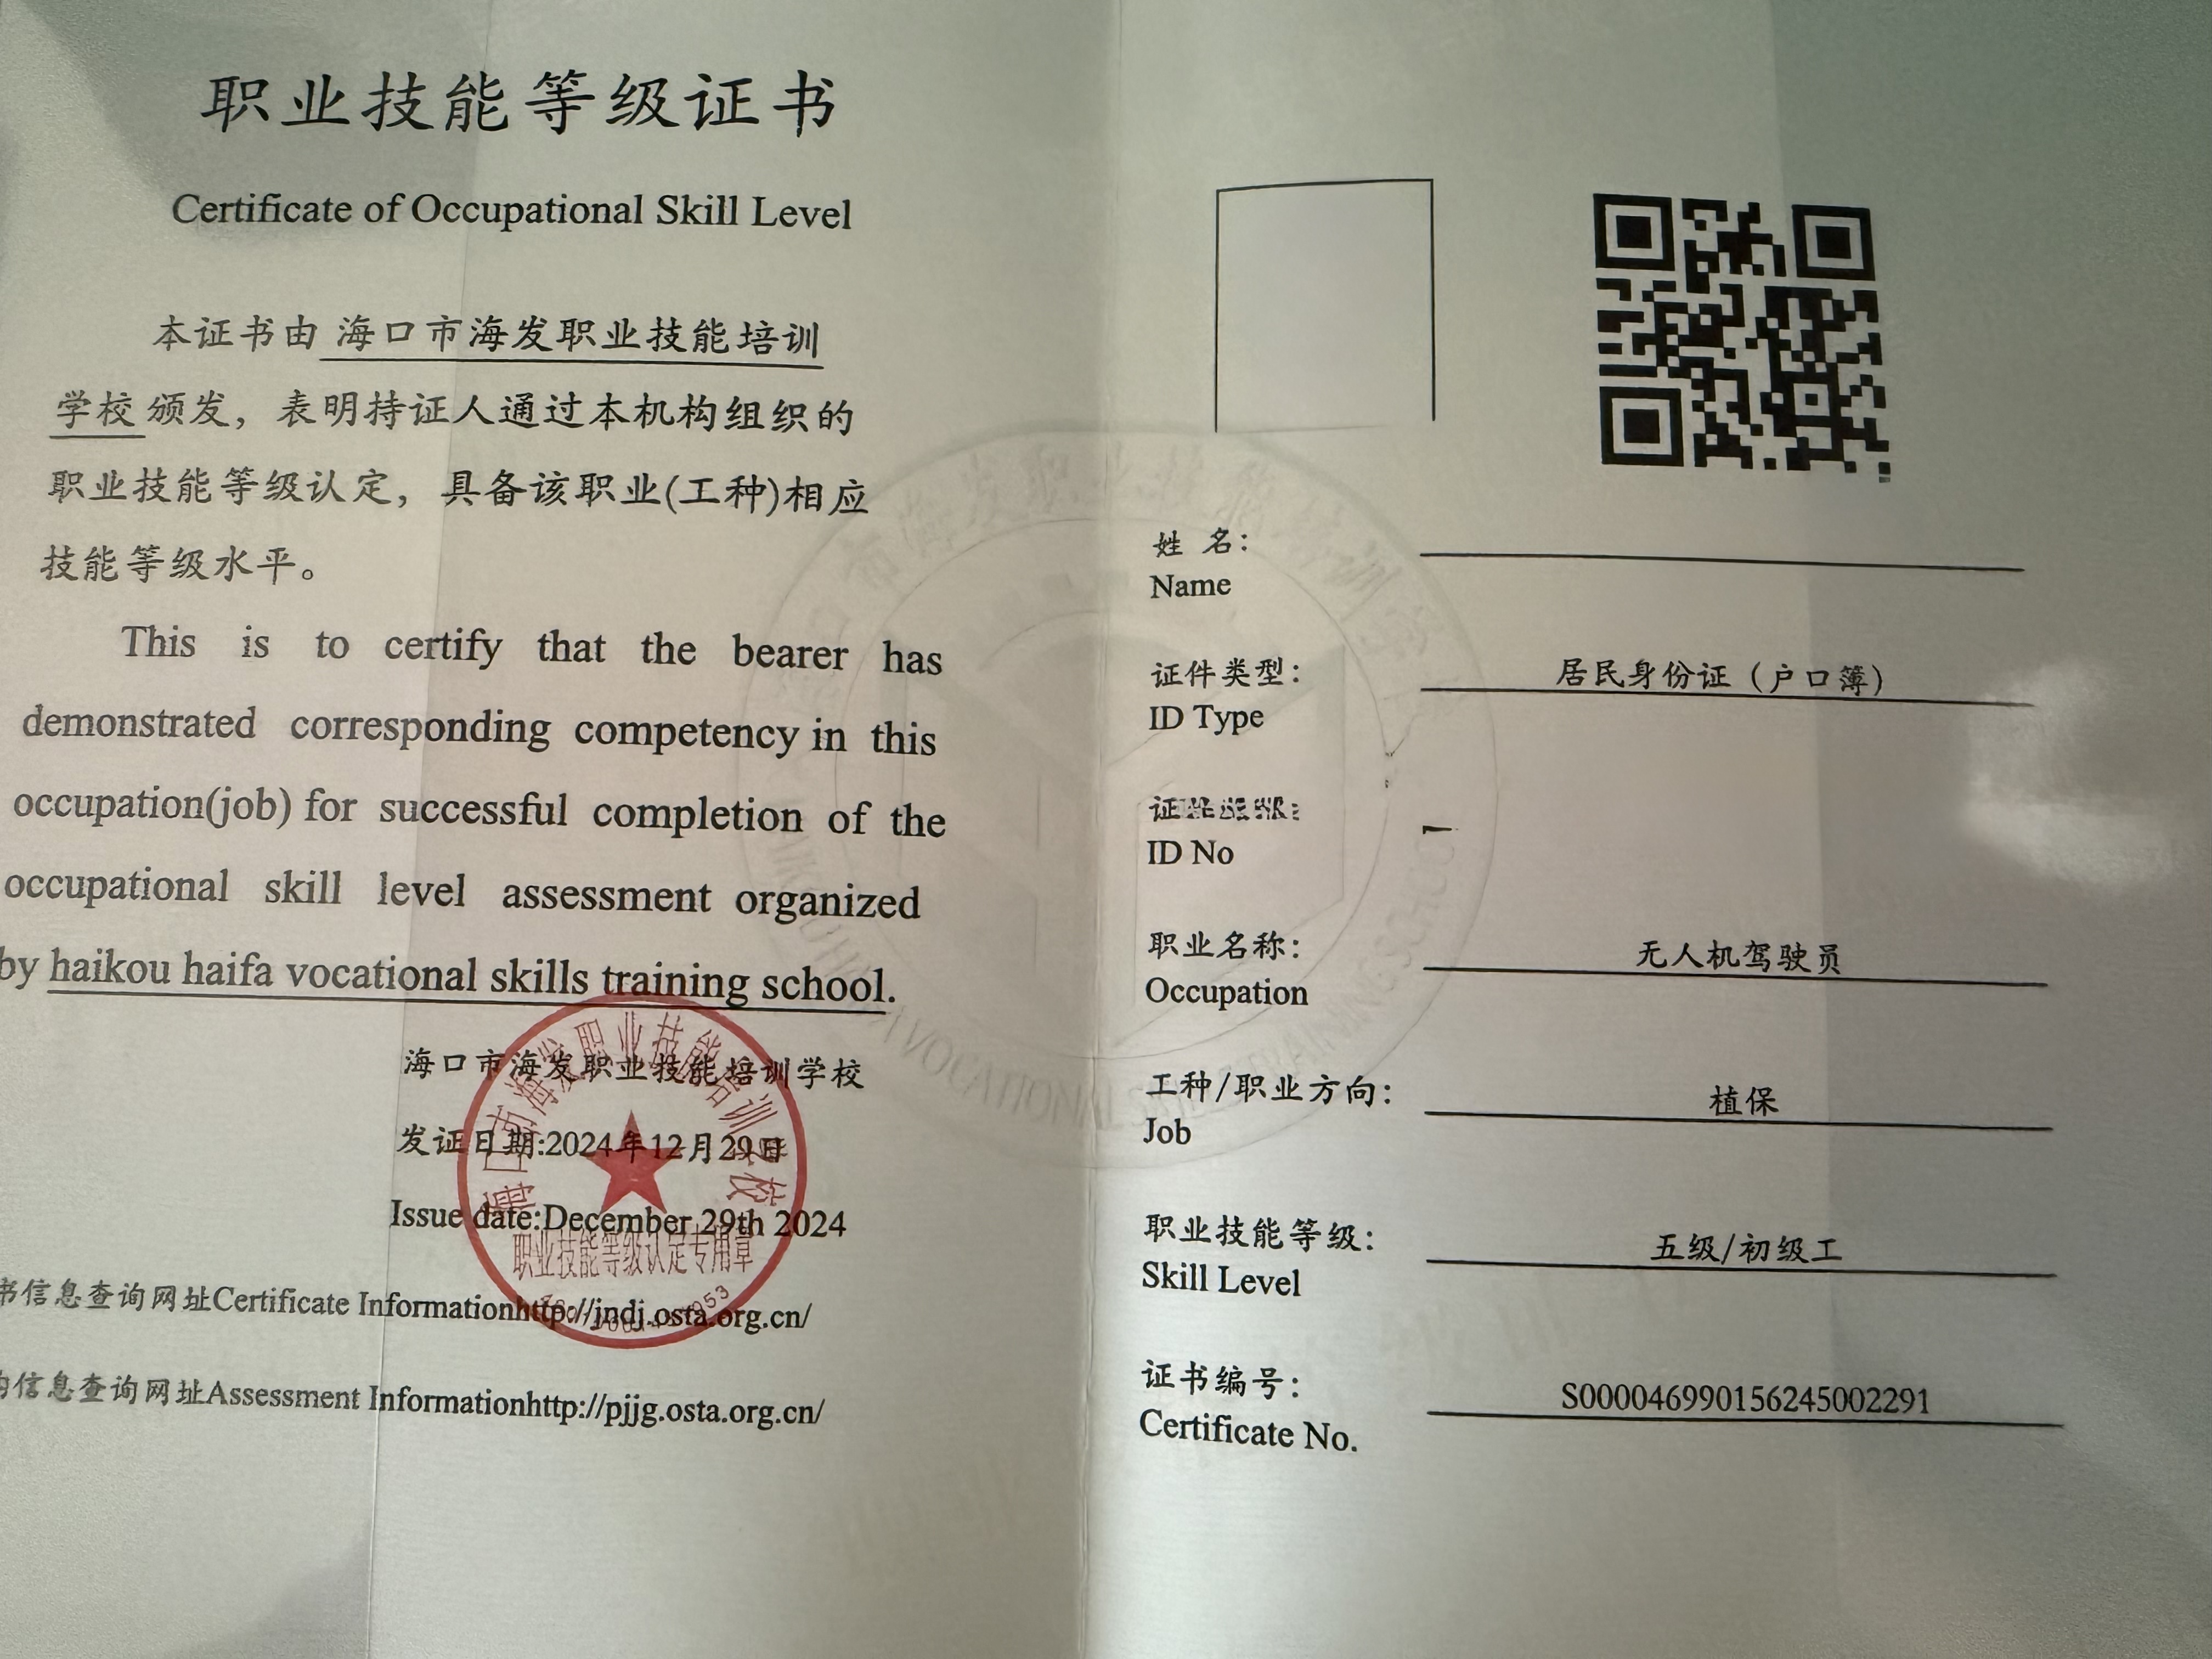 职业技能等级证书
Certificate of Occupational Skill Level
本证书由 海口市海发职业技能培训
学校 颁发，表明持证人通过本机构组织的
职业技能等级认定，具备该职业(工种)相应
技能等级水平。
This is to certify that the bearer has
demonstrated corresponding competency in this
occupation(job) for successful completion of the
occupational skill level assessment organized
by haikou haifa vocational skills training school.
海口市海发职业技能培训学校
发证日期:2024年12月29日
Issue date:December 29th 2024
海口市海发职业技能培训学校
职业技能等级认定专用章
书信息查询网址Certificate Informationhttp://jndj.osta.org.cn/
信息查询网址Assessment Informationhttp://pjjg.osta.org.cn/
姓 名：
Name
证件类型： 居民身份证（户口簿）
ID Type
证
ID No
职业名称： 无人机驾驶员
Occupation
工种/职业方向： 植保
Job
职业技能等级： 五级/初级工
Skill Level
证书编号： S000046990156245002291
Certificate No.